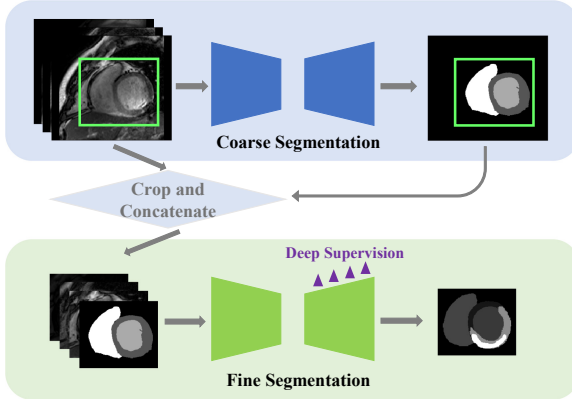 Coarse Segmentation
Crop and
Concatenate
Deep Supervision
Fine Segmentation